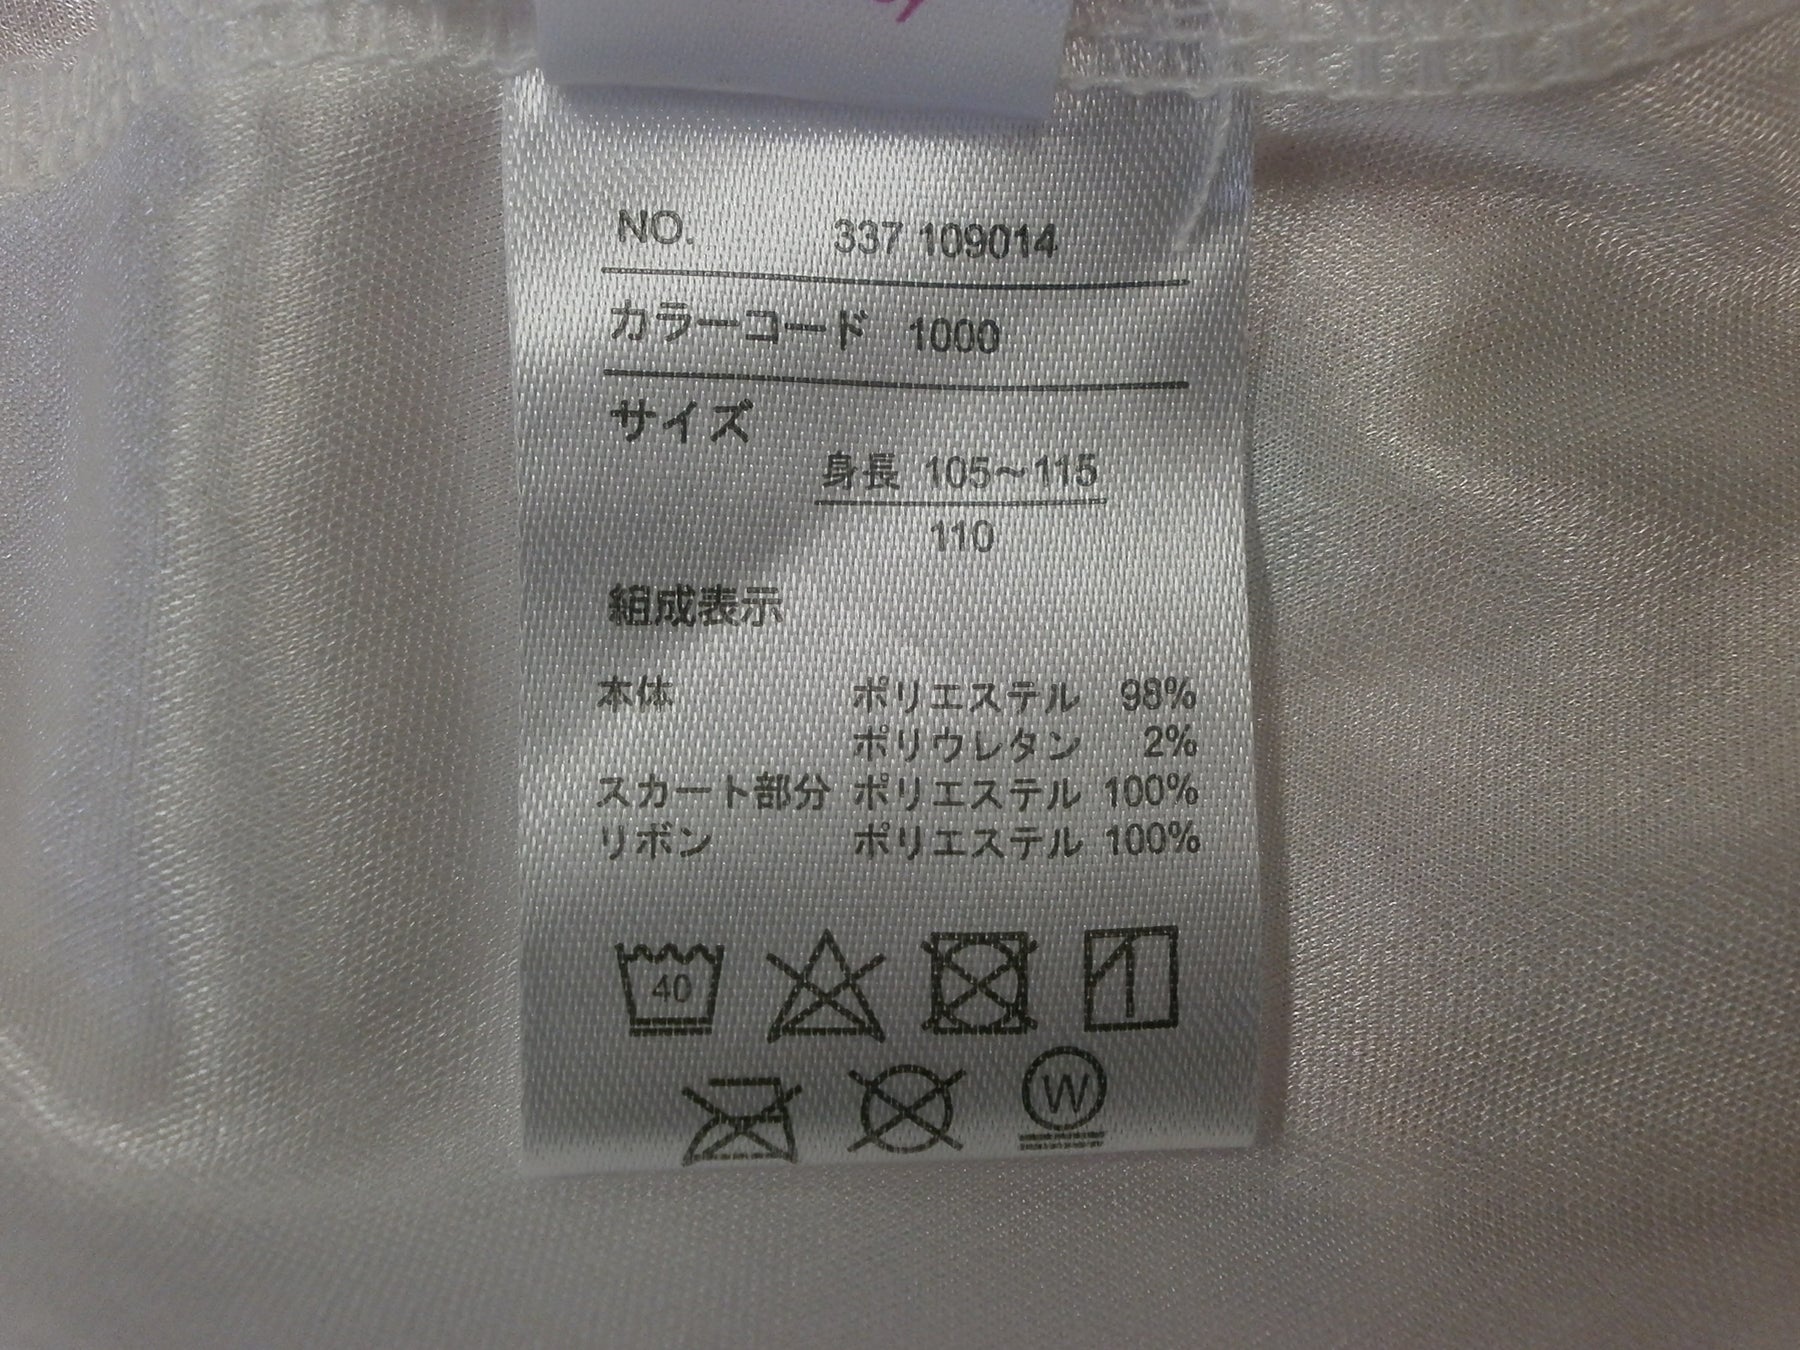 NO. 337 109014
カラーコード 1000
サイズ
身長 105～115
110
組成表示
本体 ポリエステル 98%
ポリウレタン 2%
スカート部分 ポリエステル 100%
リボン ポリエステル 100%
40
W